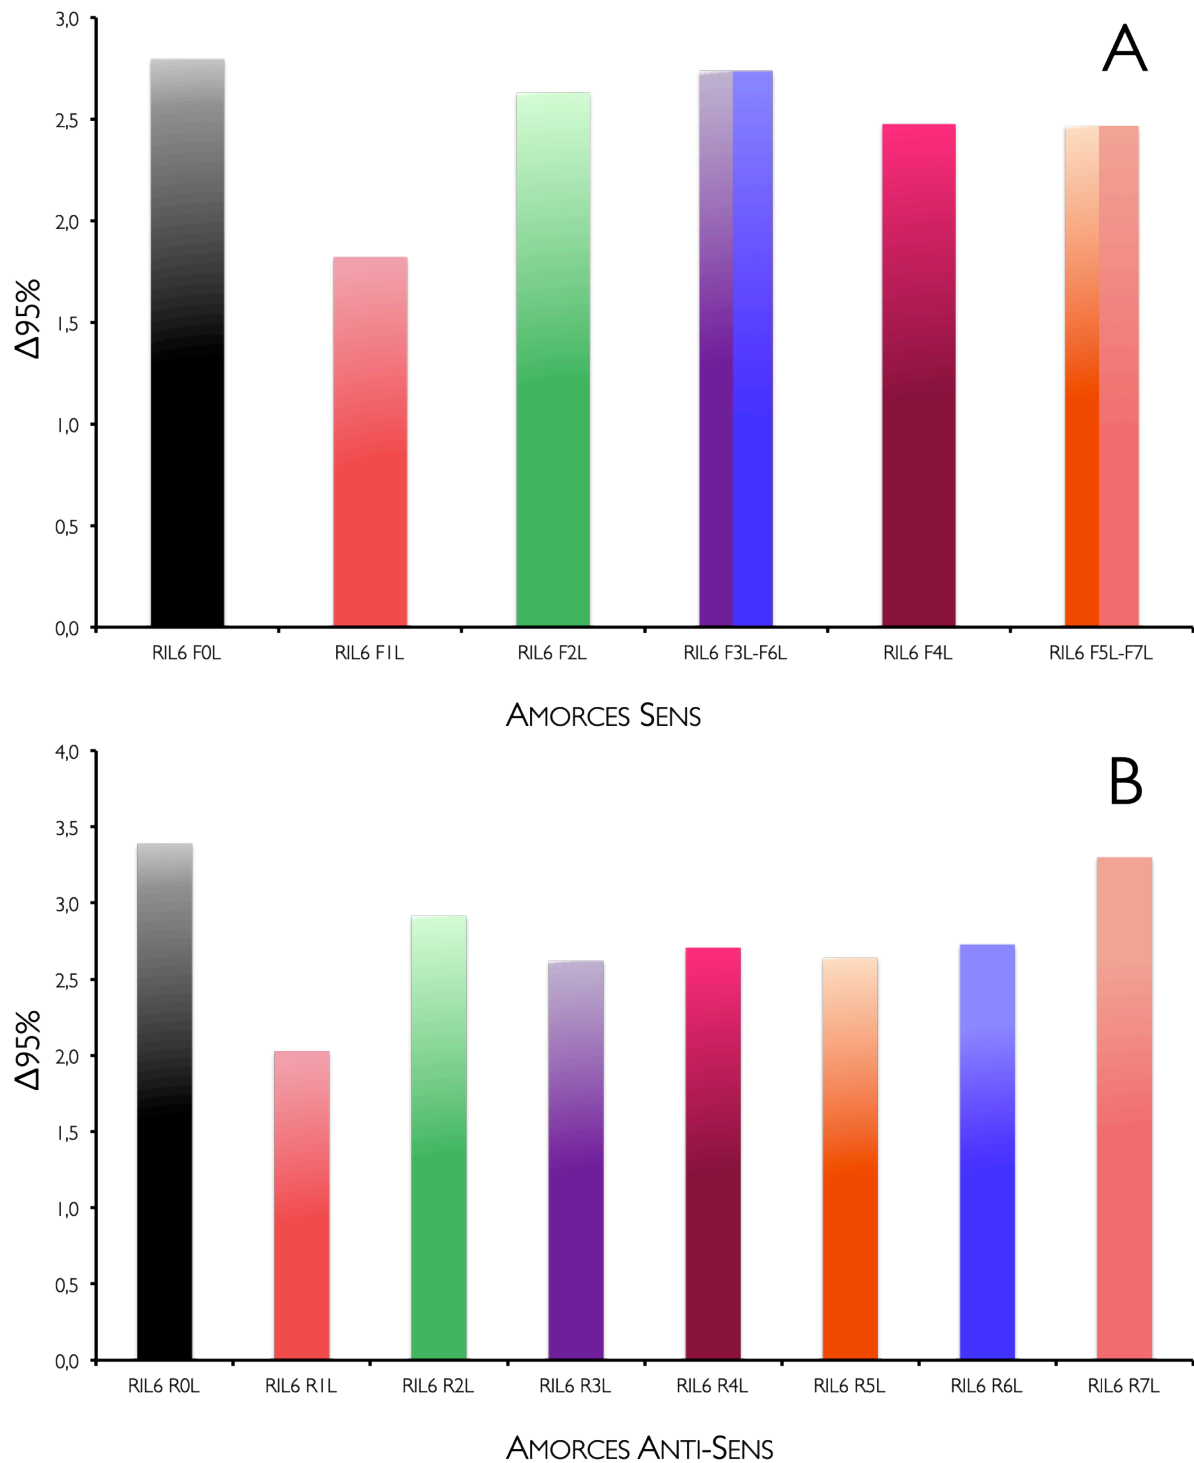 A
3,0
2,5
2,0
1,5
1,0
0,5
0,0
Δ95%
RIL6 F0L RIL6 F1L RIL6 F2L RIL6 F3L-F6L RIL6 F4L RIL6 F5L-F7L
AMORCES SENS
B
4,0
3,5
3,0
2,5
2,0
1,5
1,0
0,5
0,0
Δ95%
RIL6 R0L RIL6 R1L RIL6 R2L RIL6 R3L RIL6 R4L RIL6 R5L RIL6 R6L RIL6 R7L
AMORCES ANTI-SENS